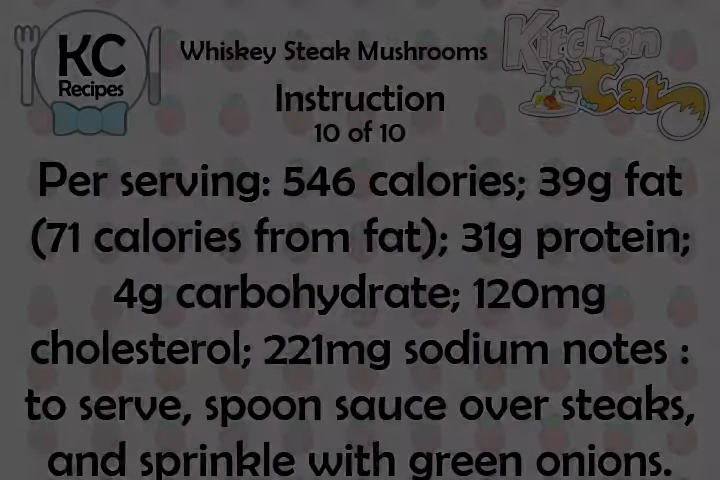 KC
Recipes
Whiskey Steak Mushrooms
Kitchen
Cat
Instruction
10 of 10
Per serving: 546 calories; 39g fat
(71 calories from fat); 31g protein;
4g carbohydrate; 120mg
cholesterol; 221mg sodium notes :
to serve, spoon sauce over steaks,
and sprinkle with green onions.